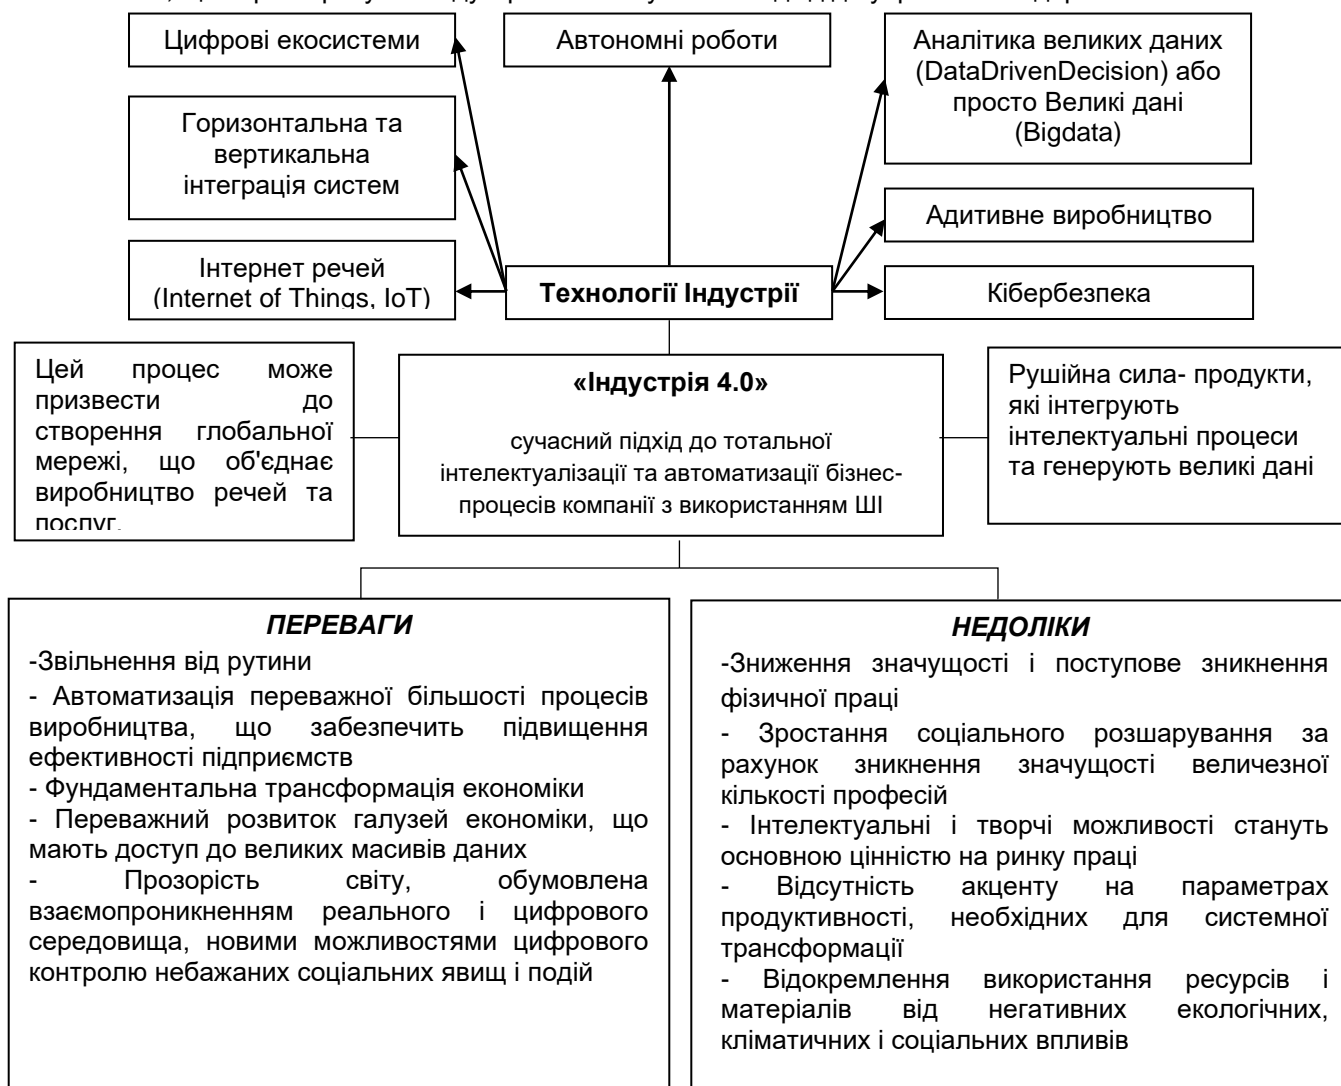 Цифрові екосистеми
Автономні роботи
Аналітика великих даних
(DataDrivenDecision) або
просто Великі дані
(Bigdata)
Горизонтальна та
вертикальна
інтеграція систем
Адитивне виробництво
Інтернет речей
(Internet of Things, IoT)
Технології Індустрії
Кібербезпека
Цей процес може
призвести до
створення глобальної
мережі, що об'єднає
виробництво речей та
послуг.
«Індустрія 4.0»
сучасний підхід до тотальної
інтелектуалізації та автоматизації бізнес-
процесів компанії з використанням ШІ
Рушійна сила- продукти,
які інтегрують
інтелектуальні процеси
та генерують великі дані
ПЕРЕВАГИ
-Звільнення від рутини
- Автоматизація переважної більшості процесів
виробництва, що забезпечить підвищення
ефективності підприємств
- Фундаментальна трансформація економіки
- Переважний розвиток галузей економіки, що
мають доступ до великих масивів даних
- Прозорість світу, обумовлена
взаємопроникненням реального і цифрового
середовища, новими можливостями цифрового
контролю небажаних соціальних явищ і подій
НЕДОЛІКИ
-Зниження значущості і поступове зникнення
фізичної праці
- Зростання соціального розшарування за
рахунок зникнення значущості величезної
кількості професій
- Інтелектуальні і творчі можливості стануть
основною цінністю на ринку праці
- Відсутність акценту на параметрах
продуктивності, необхідних для системної
трансформації
- Відокремлення використання ресурсів і
матеріалів від негативних екологічних,
кліматичних і соціальних впливів